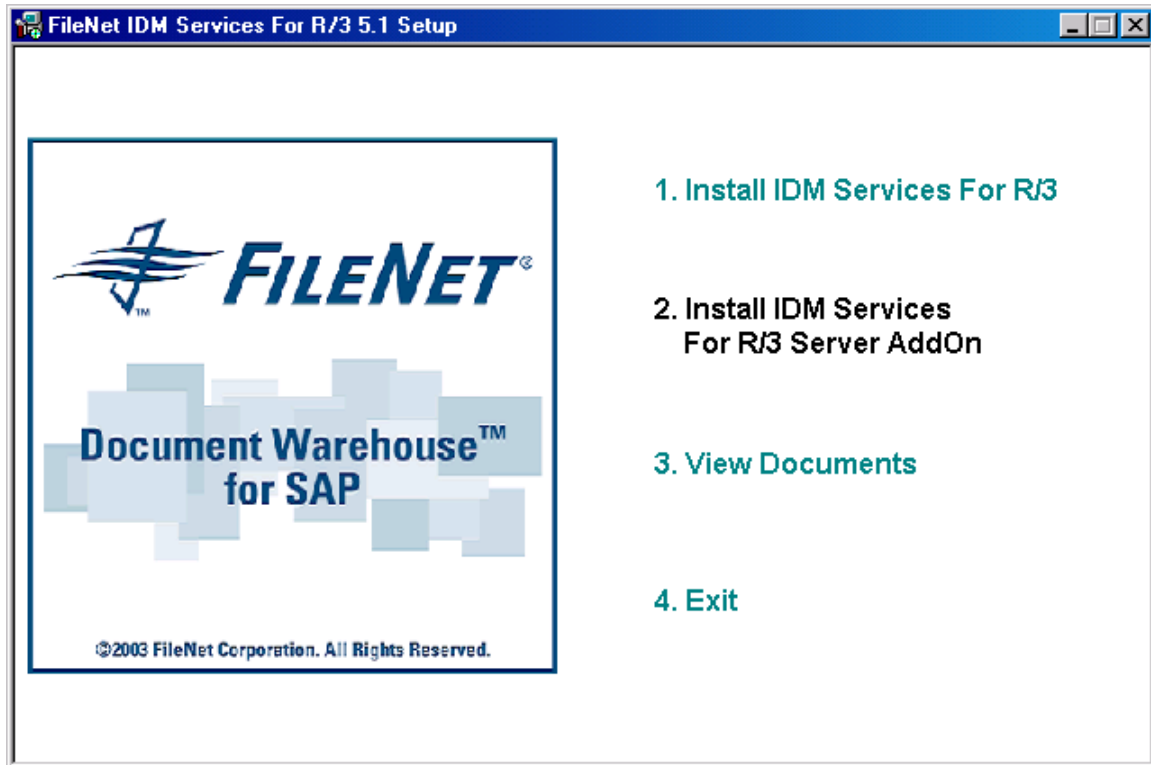 FileNet IDM Services For R/3 5.1 Setup
FILENET®
TM
Document Warehouse™
for SAP
©2003 FileNet Corporation. All Rights Reserved.
1. Install IDM Services For R/3
2. Install IDM Services
For R/3 Server AddOn
3. View Documents
4. Exit